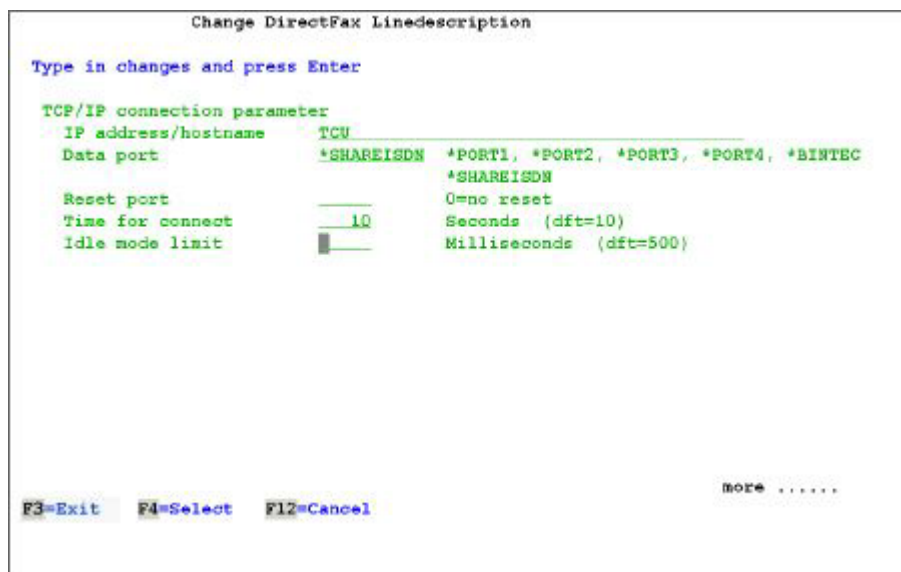 Change DirectFax Linedescription
Type in changes and press Enter
TCP/IP connection parameter
IP address/hostname TCU
Data port *SHAREISDN *PORT1, *PORT2, *PORT3, *PORT4, *BINTEC
*SHAREISDN
Reset port 0=no reset
Time for connect 10 Seconds (dft=10)
Idle mode limit Milliseconds (dft=500)
more ......
F3=Exit F4=Select F12=Cancel